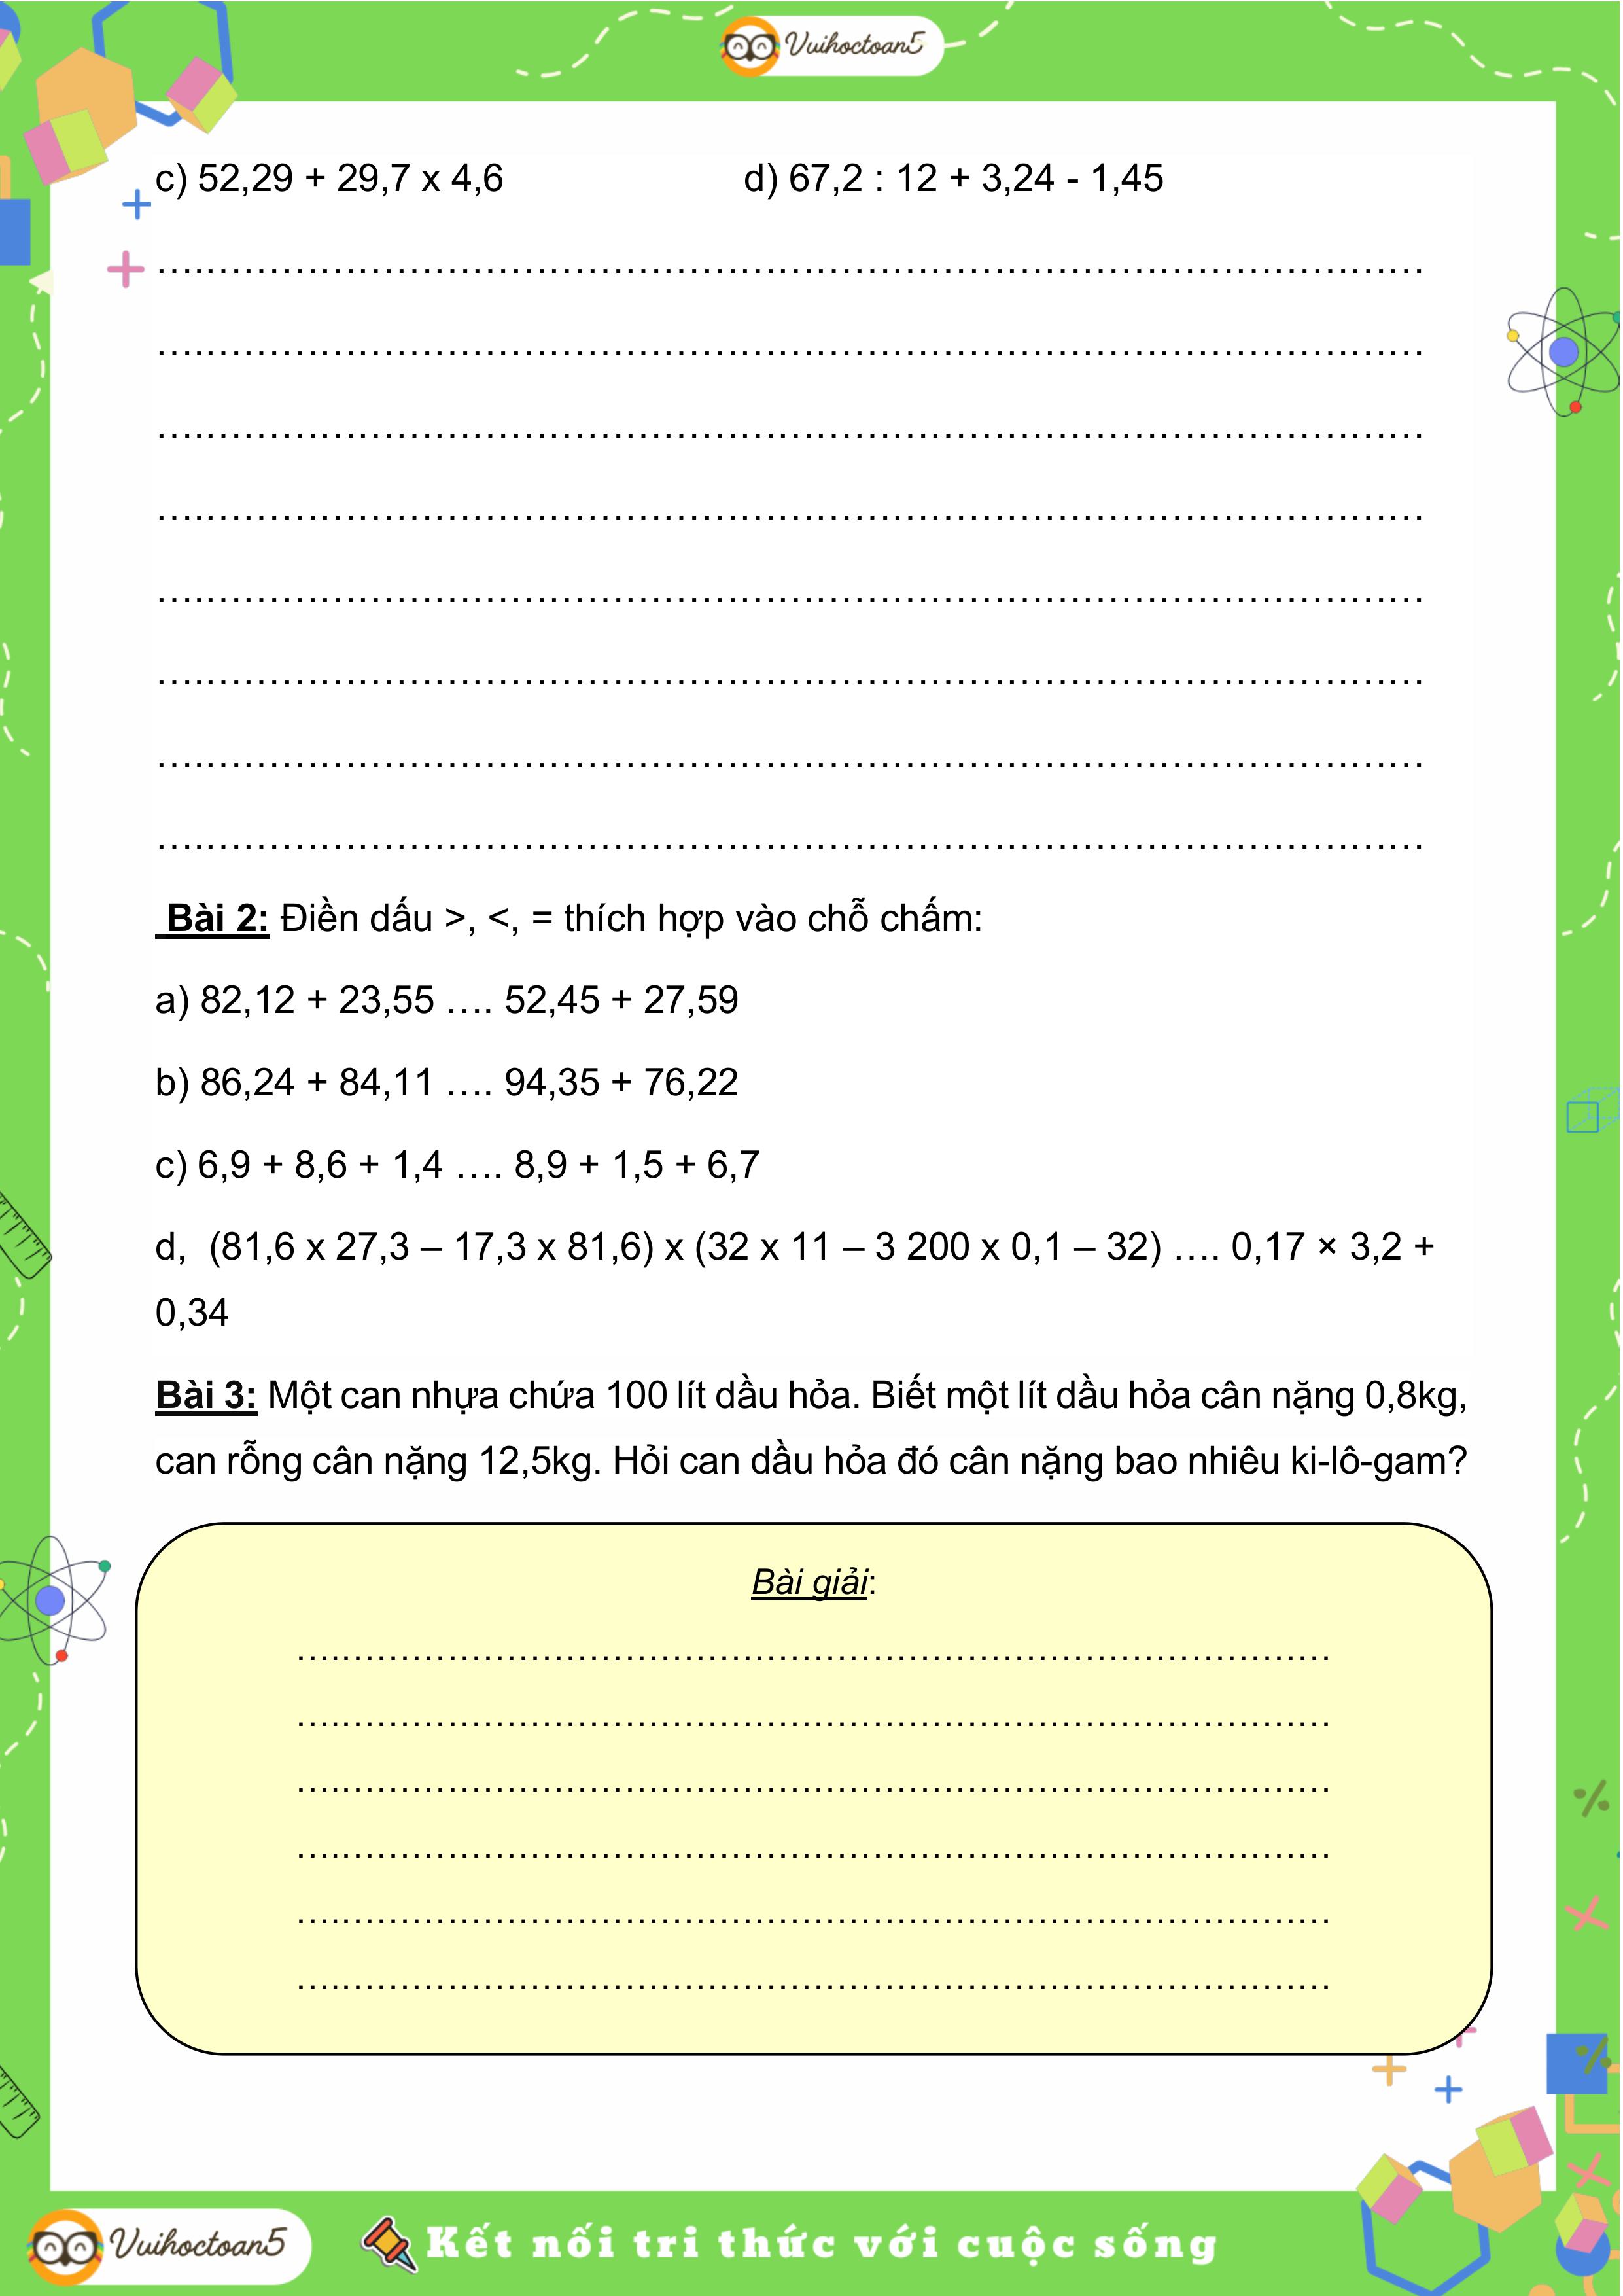 Vuihoctoan5
c) 52,29 + 29,7 x 4,6 d) 67,2 : 12 + 3,24 - 1,45
……………………………………………………………………………………………
……………………………………………………………………………………………
……………………………………………………………………………………………
……………………………………………………………………………………………
……………………………………………………………………………………………
……………………………………………………………………………………………
……………………………………………………………………………………………
……………………………………………………………………………………………
Bài 2: Điền dấu >, <, = thích hợp vào chỗ chấm:
a) 82,12 + 23,55 …. 52,45 + 27,59
b) 86,24 + 84,11 …. 94,35 + 76,22
c) 6,9 + 8,6 + 1,4 …. 8,9 + 1,5 + 6,7
d, (81,6 x 27,3 – 17,3 x 81,6) x (32 x 11 – 3 200 x 0,1 – 32) …. 0,17 × 3,2 +
0,34
Bài 3: Một can nhựa chứa 100 lít dầu hỏa. Biết một lít dầu hỏa cân nặng 0,8kg,
can rỗng cân nặng 12,5kg. Hỏi can dầu hỏa đó cân nặng bao nhiêu ki-lô-gam?
Bài giải:
…………………………………………………………………………
…………………………………………………………………………
…………………………………………………………………………
…………………………………………………………………………
…………………………………………………………………………
…………………………………………………………………………
Vuihoctoan5 Kết nối tri thức với cuộc sống